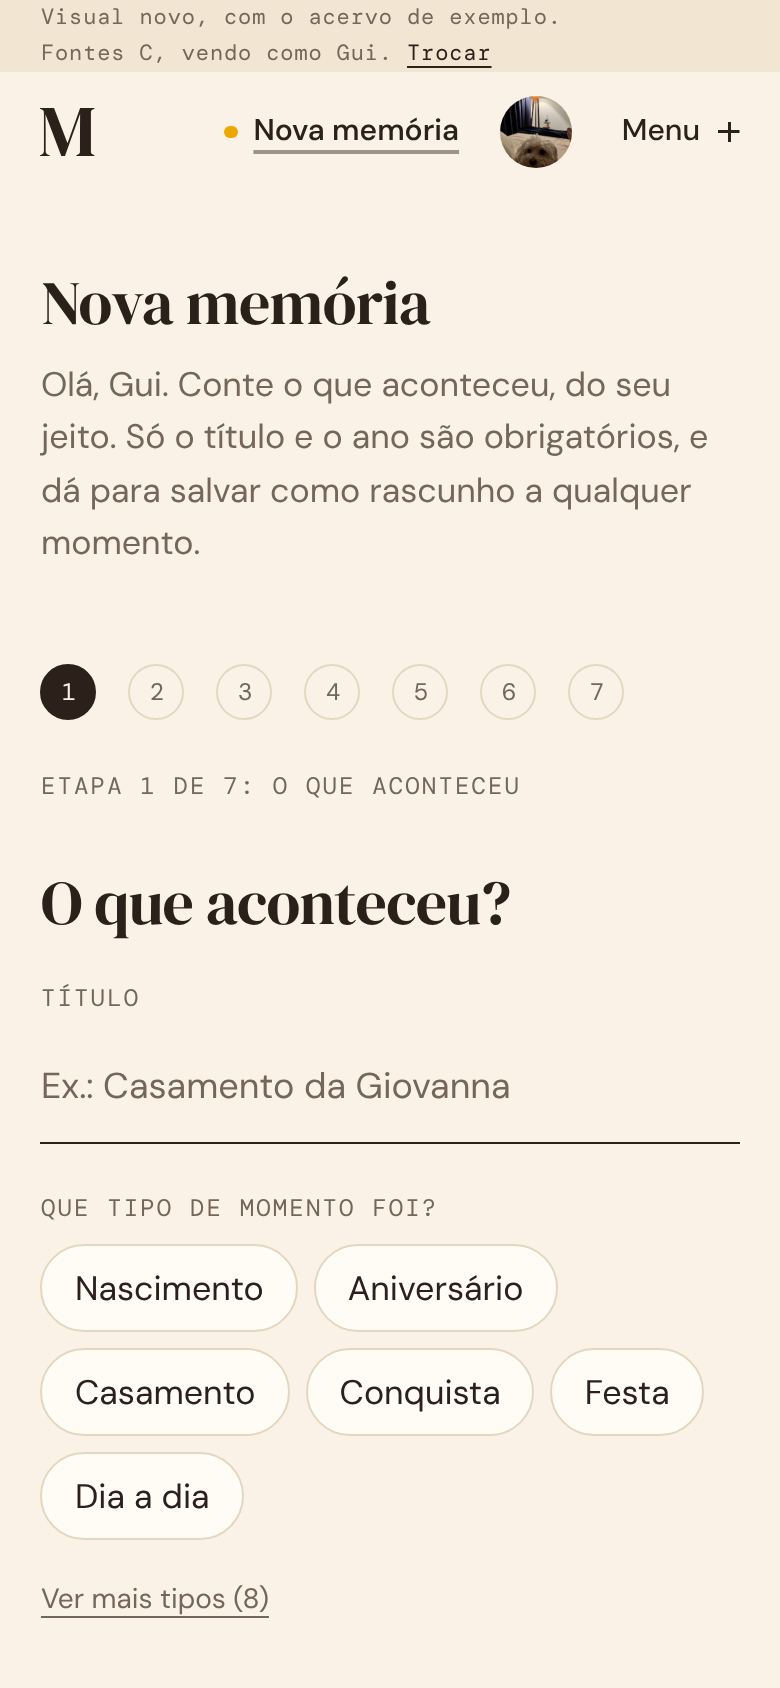 Visual novo, com o acervo de exemplo.
Fontes C, vendo como Gui. Trocar
M
Nova memória
Menu +
Nova memória
Olá, Gui. Conte o que aconteceu, do seu
jeito. Só o título e o ano são obrigatórios, e
dá para salvar como rascunho a qualquer
momento.
1 2 3 4 5 6 7
ETAPA 1 DE 7: O QUE ACONTECEU
O que aconteceu?
TÍTULO
Ex.: Casamento da Giovanna
QUE TIPO DE MOMENTO FOI?
Nascimento Aniversário
Casamento Conquista Festa
Dia a dia
Ver mais tipos (8)